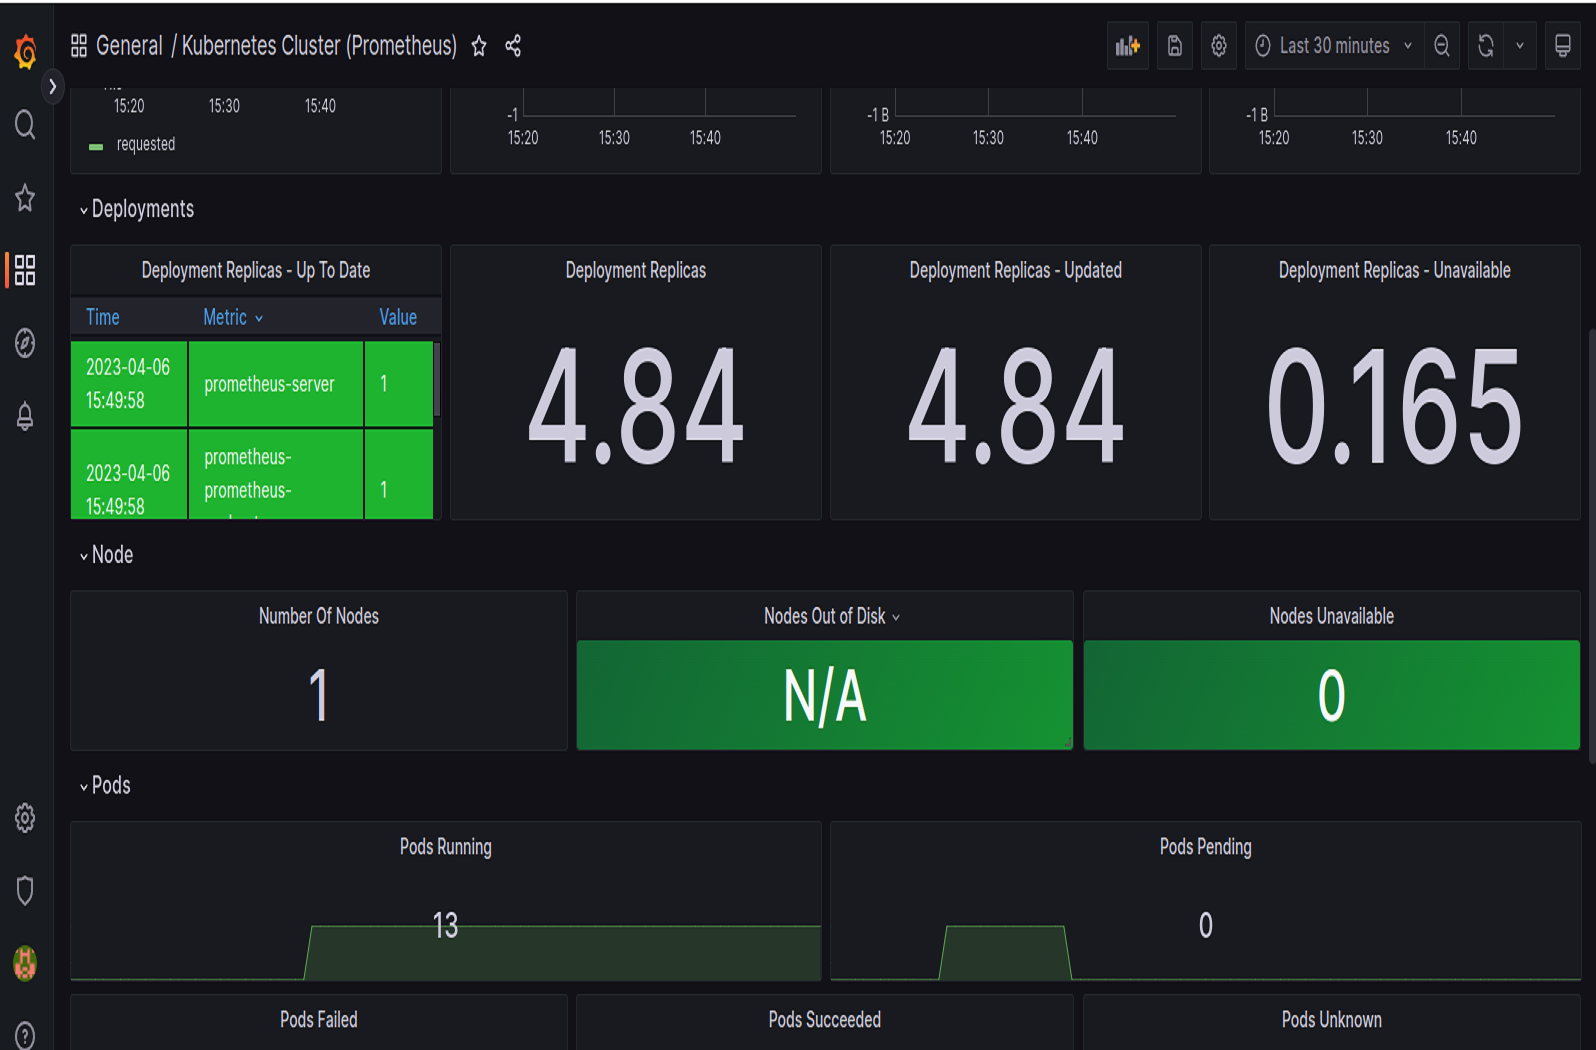 General / Kubernetes Cluster (Prometheus)
Last 30 minutes
15:20 15:30 15:40
requested
-1
15:20 15:30 15:40
-1 B
15:20 15:30 15:40
-1 B
15:20 15:30 15:40
Deployments
Deployment Replicas - Up To Date
Time Metric Value
2023-04-06
15:49:58
prometheus-server
1
2023-04-06
15:49:58
prometheus-
prometheus-
1
Deployment Replicas
4.84
Deployment Replicas - Updated
4.84
Deployment Replicas - Unavailable
0.165
Node
Number Of Nodes
1
Nodes Out of Disk
N/A
Nodes Unavailable
0
Pods
Pods Running
13
Pods Pending
0
Pods Failed
Pods Succeeded
Pods Unknown